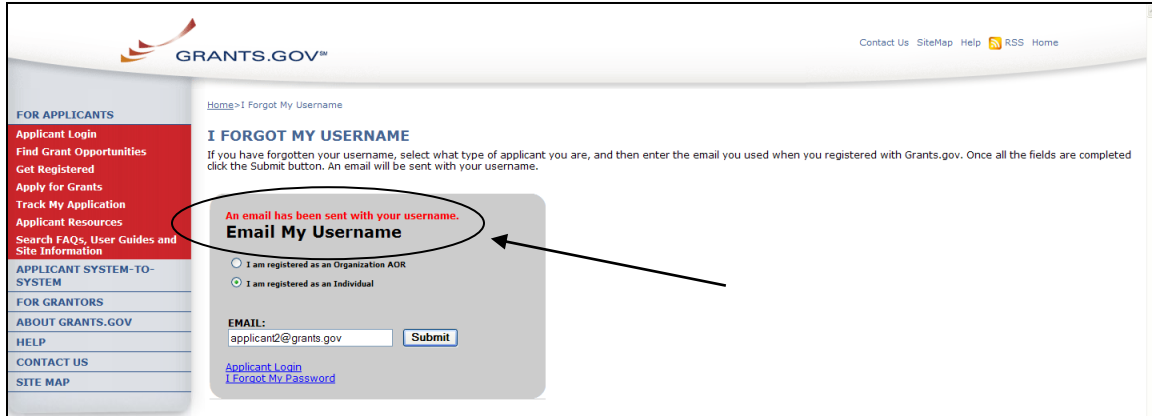 GRANTS.GOV℠
Contact Us SiteMap Help RSS Home
FOR APPLICANTS
Applicant Login
Find Grant Opportunities
Get Registered
Apply for Grants
Track My Application
Applicant Resources
Search FAQs, User Guides and
Site Information
APPLICANT SYSTEM-TO-
SYSTEM
FOR GRANTORS
ABOUT GRANTS.GOV
HELP
CONTACT US
SITE MAP
Home>I Forgot My Username
I FORGOT MY USERNAME
If you have forgotten your username, select what type of applicant you are, and then enter the email you used when you registered with Grants.gov. Once all the fields are completed
click the Submit button. An email will be sent with your username.
An email has been sent with your username.
Email My Username
I am registered as an Organization AOR
I am registered as an Individual
EMAIL:
applicant2@grants.gov Submit
Applicant Login
I Forgot My Password